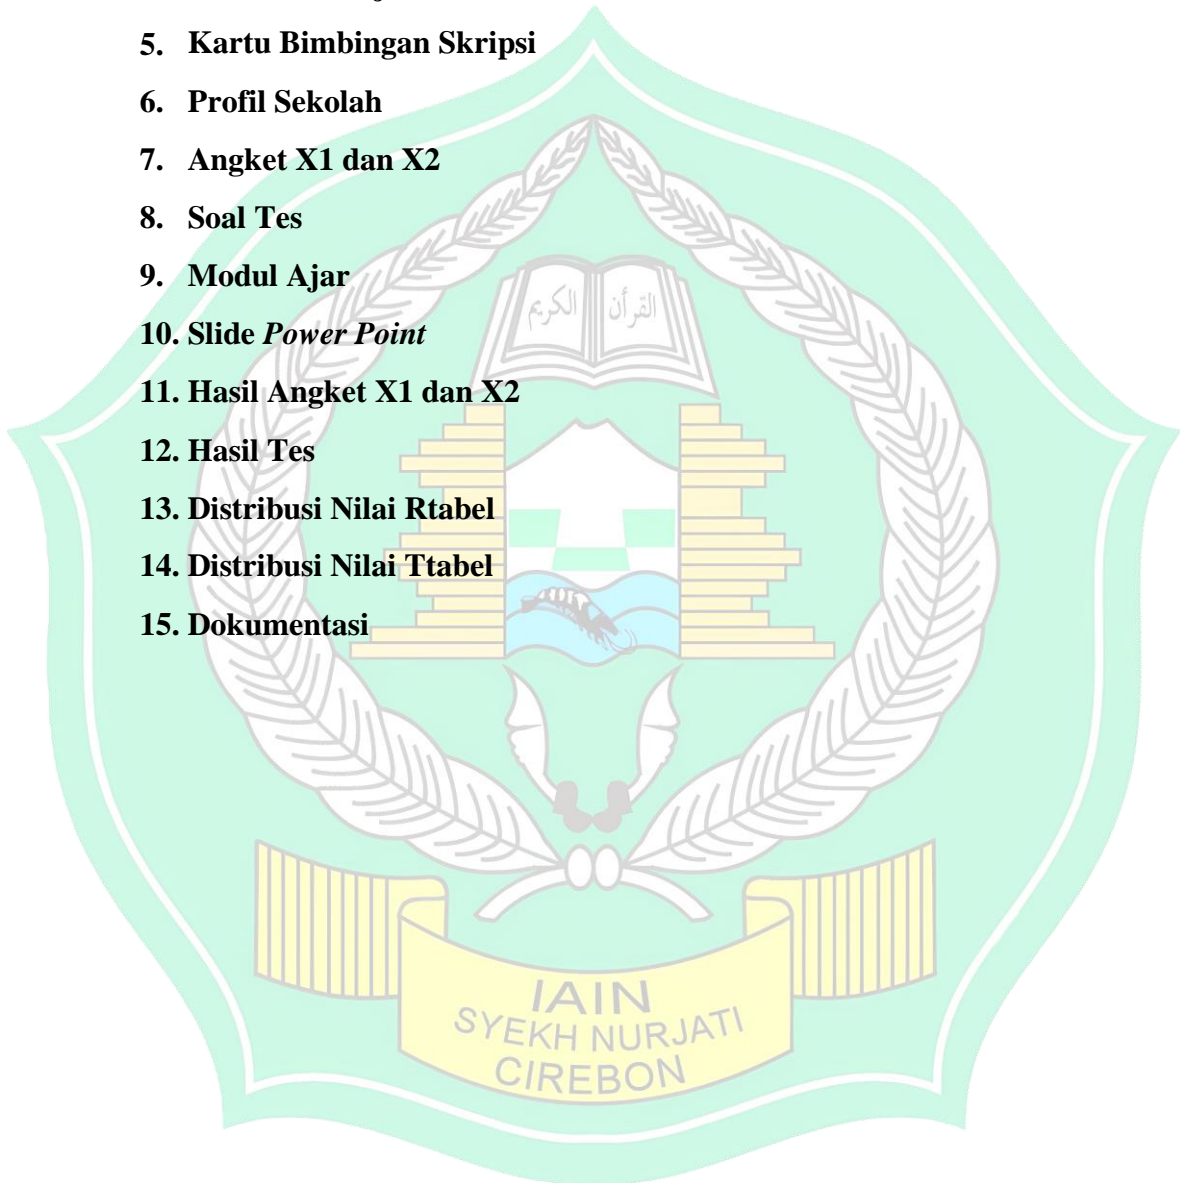 5. Kartu Bimbingan Skripsi
6. Profil Sekolah
7. Angket X1 dan X2
8. Soal Tes
9. Modul Ajar
القرأن الكريم
10. Slide Power Point
11. Hasil Angket X1 dan X2
12. Hasil Tes
13. Distribusi Nilai Rtabel
14. Distribusi Nilai Ttabel
15. Dokumentasi
IAIN
SYEKH NURJATI
CIREBON